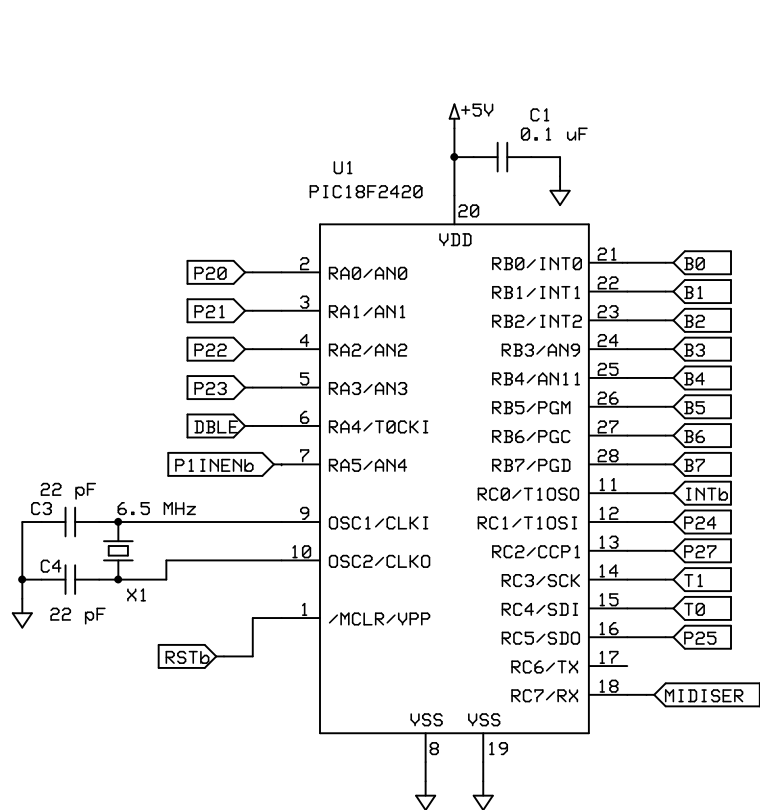 +5V
C1
0.1 uF
U1
PIC18F2420
20
VDD
P20 2 RA0/AN0
P21 3 RA1/AN1
P22 4 RA2/AN2
P23 5 RA3/AN3
DBLE 6 RA4/T0CKI
P1INENb 7 RA5/AN4
22 pF
C3
6.5 MHz
9 OSC1/CLKI
C4
10 OSC2/CLKO
X1
22 pF
1 /MCLR/VPP
RSTb
RB0/INT0 21 B0
RB1/INT1 22 B1
RB2/INT2 23 B2
RB3/AN9 24 B3
RB4/AN11 25 B4
RB5/PGM 26 B5
RB6/PGC 27 B6
RB7/PGD 28 B7
RC0/T1OSO 11 INTb
RC1/T1OSI 12 P24
RC2/CCP1 13 P27
RC3/SCK 14 T1
RC4/SDI 15 T0
RC5/SDO 16 P25
RC6/TX 17
RC7/RX 18 MIDISER
VSS VSS
8 19